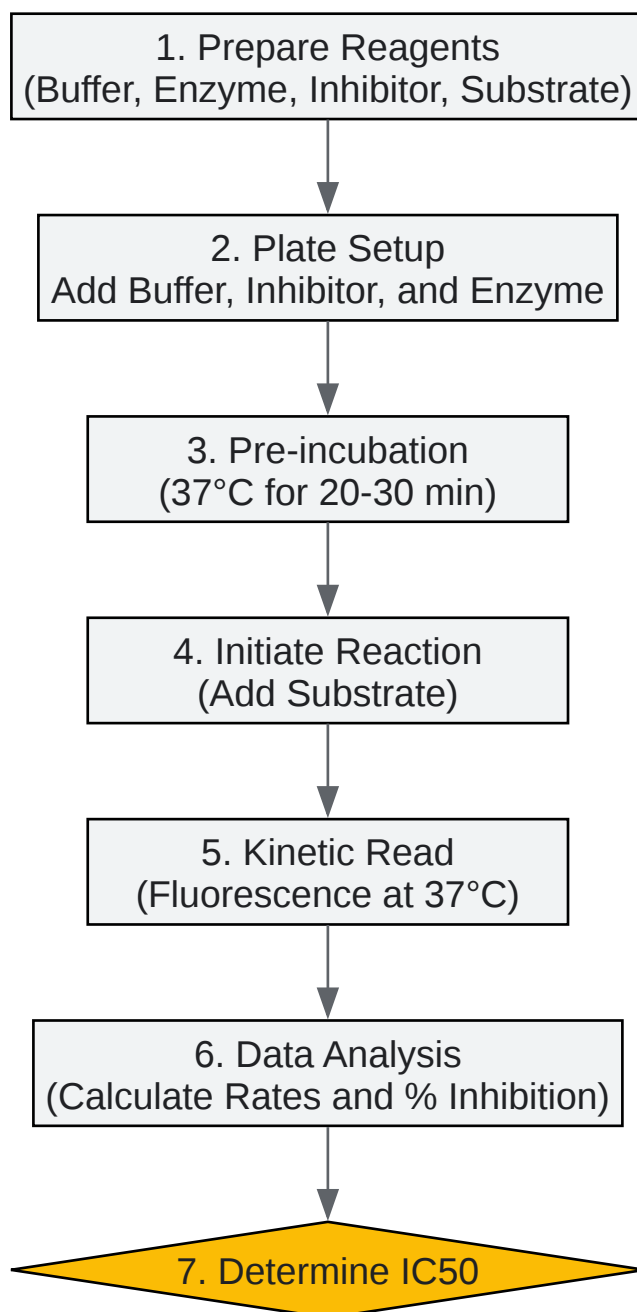 1. Prepare Reagents
(Buffer, Enzyme, Inhibitor, Substrate)
2. Plate Setup
Add Buffer, Inhibitor, and Enzyme
3. Pre-incubation
(37°C for 20-30 min)
4. Initiate Reaction
(Add Substrate)
5. Kinetic Read
(Fluorescence at 37°C)
6. Data Analysis
(Calculate Rates and % Inhibition)
7. Determine IC50